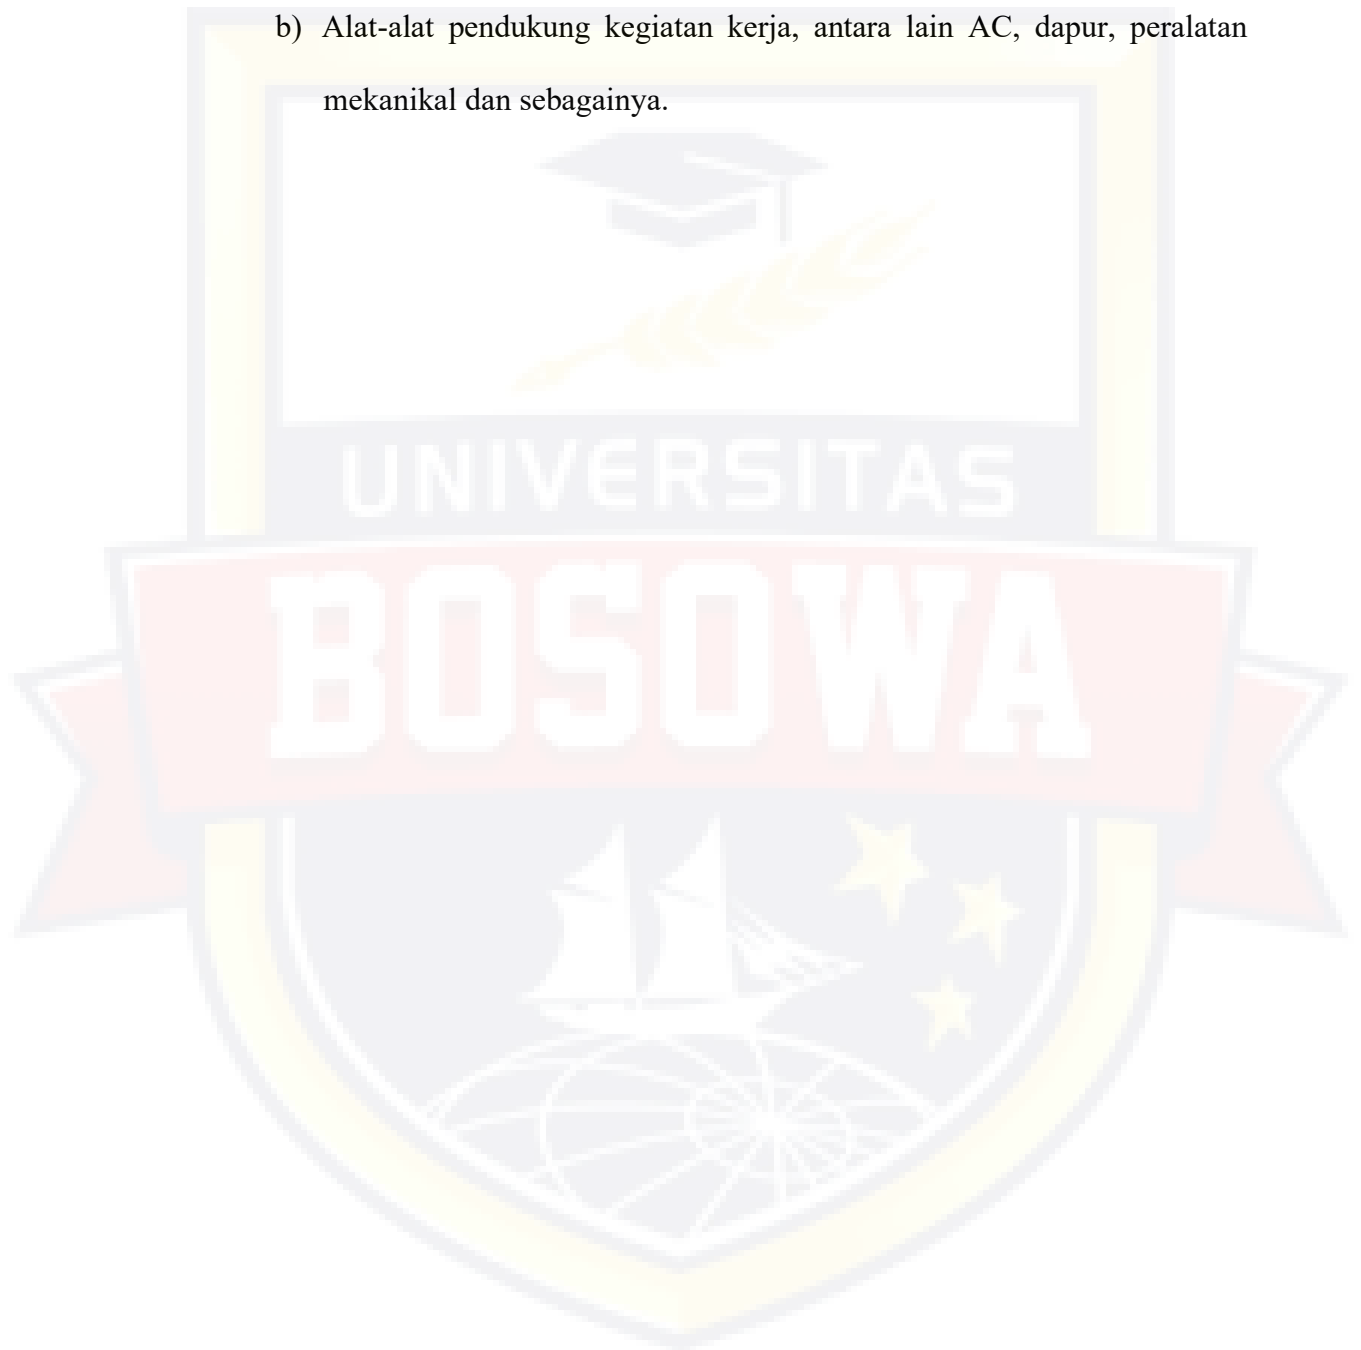 b) Alat-alat pendukung kegiatan kerja, antara lain AC, dapur, peralatan
mekanikal dan sebagainya.
UNIVERSITAS
BOSOWA